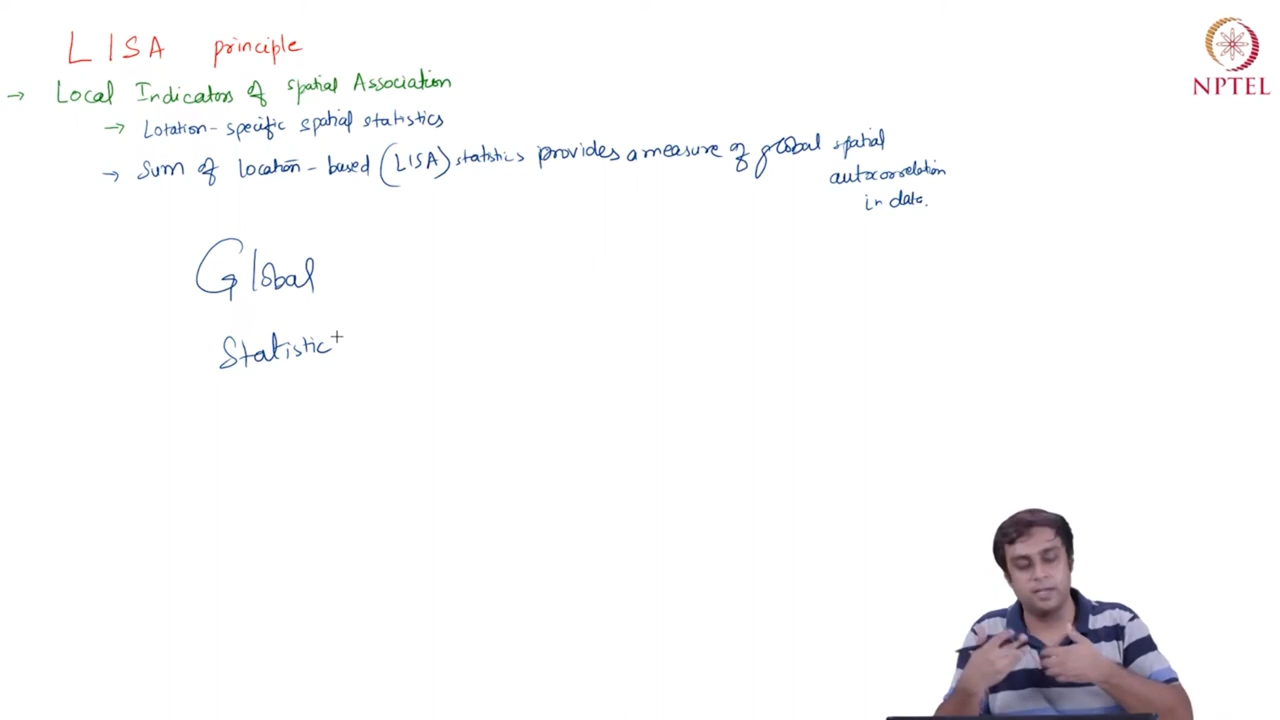 LISA principle
→ Local Indicators of spatial Association
→ Location-specific spatial statistics
→ Sum of location-based (LISA) statistics provides a measure of global spatial
autocorrelation
in data.
Global
Statistic
NPTEL